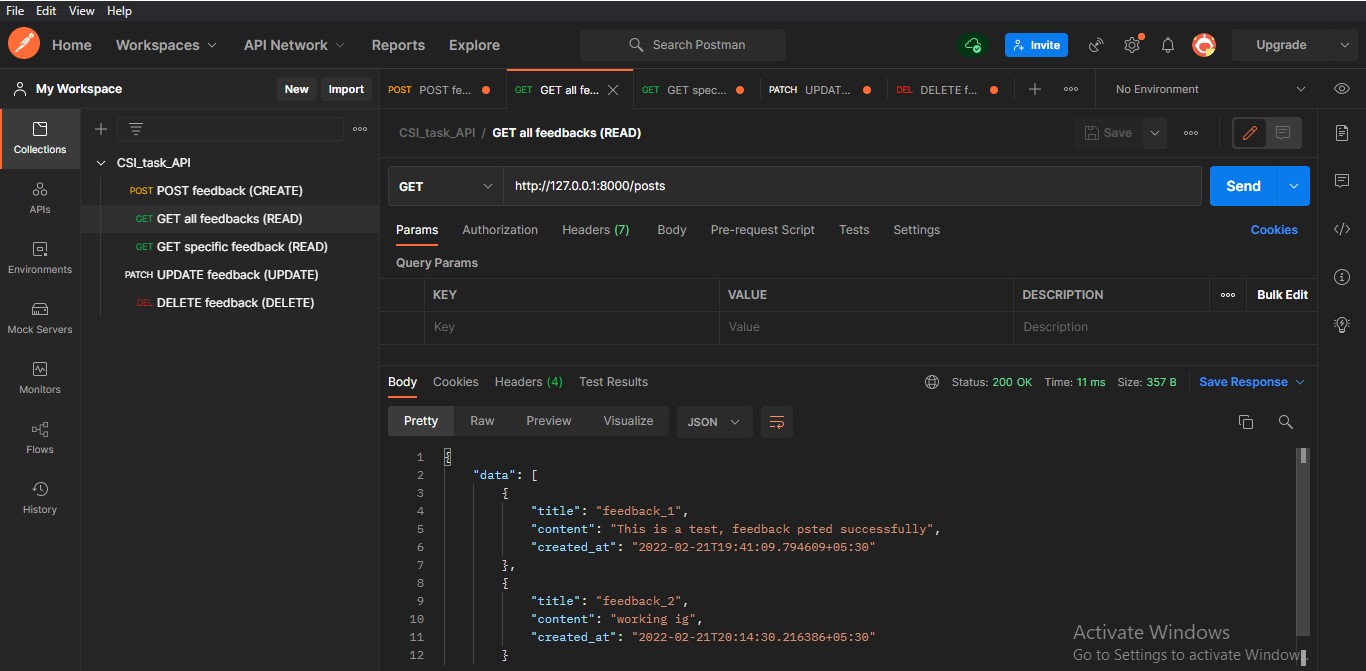 File Edit View Help
Home Workspaces API Network Reports Explore Search Postman Invite Upgrade
My Workspace New Import POST POST fe... GET GET all fe... GET GET spec... PATCH UPDAT... DEL DELETE f... No Environment
Collections
APIs
Environments
Mock Servers
Monitors
Flows
History
CSI_task_API
POST POST feedback (CREATE)
GET GET all feedbacks (READ)
GET GET specific feedback (READ)
PATCH UPDATE feedback (UPDATE)
DEL DELETE feedback (DELETE)
CSI_task_API / GET all feedbacks (READ) Save
GET http://127.0.0.1:8000/posts Send
Params Authorization Headers (7) Body Pre-request Script Tests Settings Cookies
Query Params
KEY VALUE DESCRIPTION Bulk Edit
Key Value Description
Body Cookies Headers (4) Test Results Status: 200 OK Time: 11 ms Size: 357 B Save Response
Pretty Raw Preview Visualize JSON
1 {
2 "data": [
3 {
4 "title": "feedback_1",
5 "content": "This is a test, feedback psted successfully",
6 "created_at": "2022-02-21T19:41:09.794609+05:30"
7 },
8 {
9 "title": "feedback_2",
10 "content": "working ig",
11 "created_at": "2022-02-21T20:14:30.216386+05:30"
12 }
Activate Windows
Go to Settings to activate Windows.